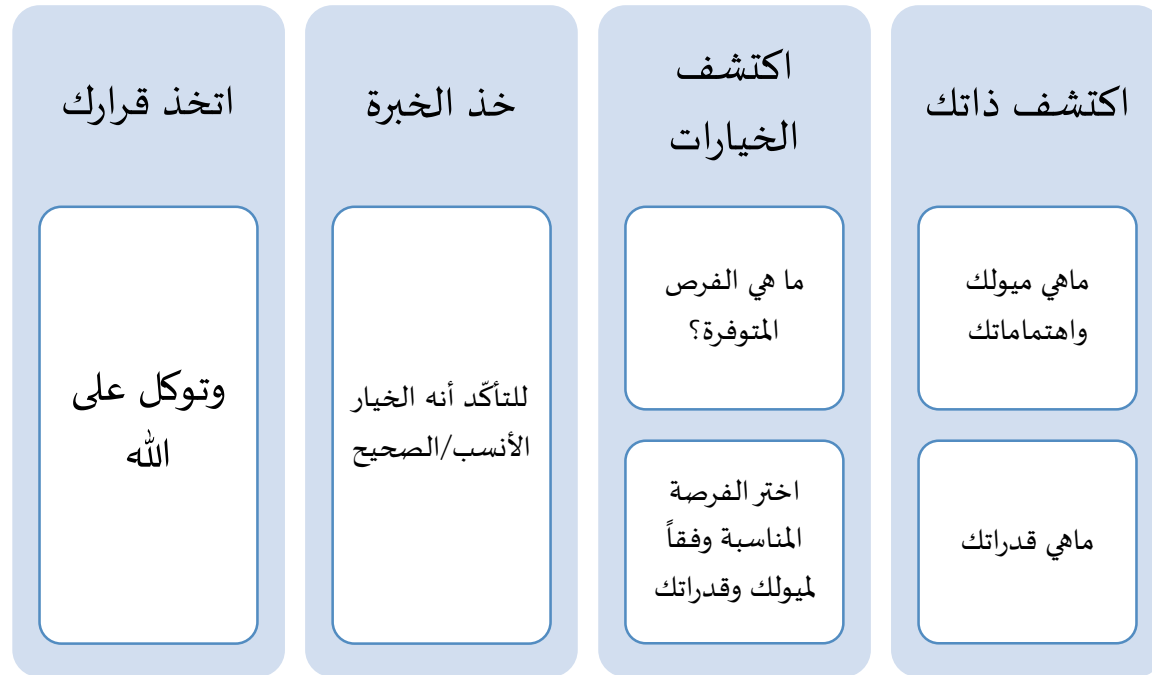 اكتشف ذاتك
ماهي ميولك
واهتماماتك
ماهي قدراتك
اكتشف
الخيارات
ما هي الفرص
المتوفرة؟
اختر الفرصة
المناسبة وفقاً
لميولك وقدراتك
خذ الخبرة
للتأكّد أنه الخيار
الأنسب/الصحيح
اتخذ قرارك
وتوكل على
الله